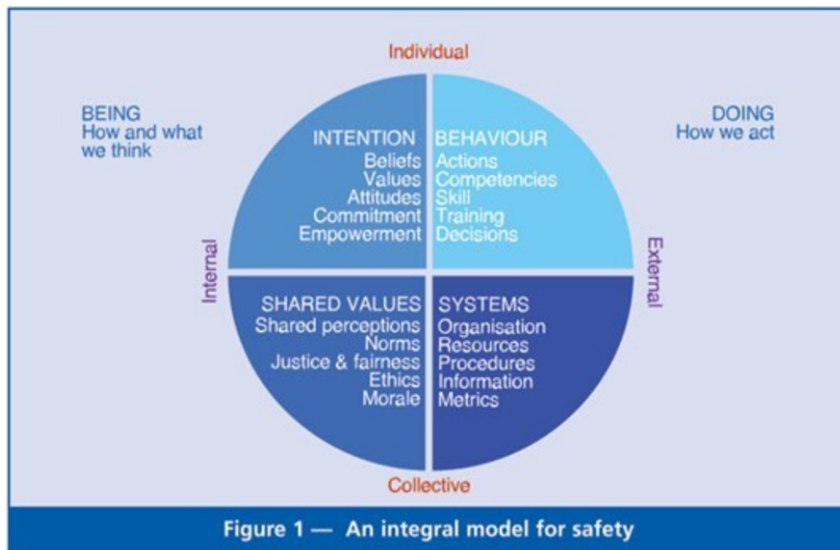 Individual
BEING
How and what
we think
DOING
How we act
INTENTION
Beliefs
Values
Attitudes
Commitment
Empowerment
BEHAVIOUR
Actions
Competencies
Skill
Training
Decisions
Internal
External
SHARED VALUES
Shared perceptions
Norms
Justice & fairness
Ethics
Morale
SYSTEMS
Organisation
Resources
Procedures
Information
Metrics
Collective
Figure 1 — An integral model for safety